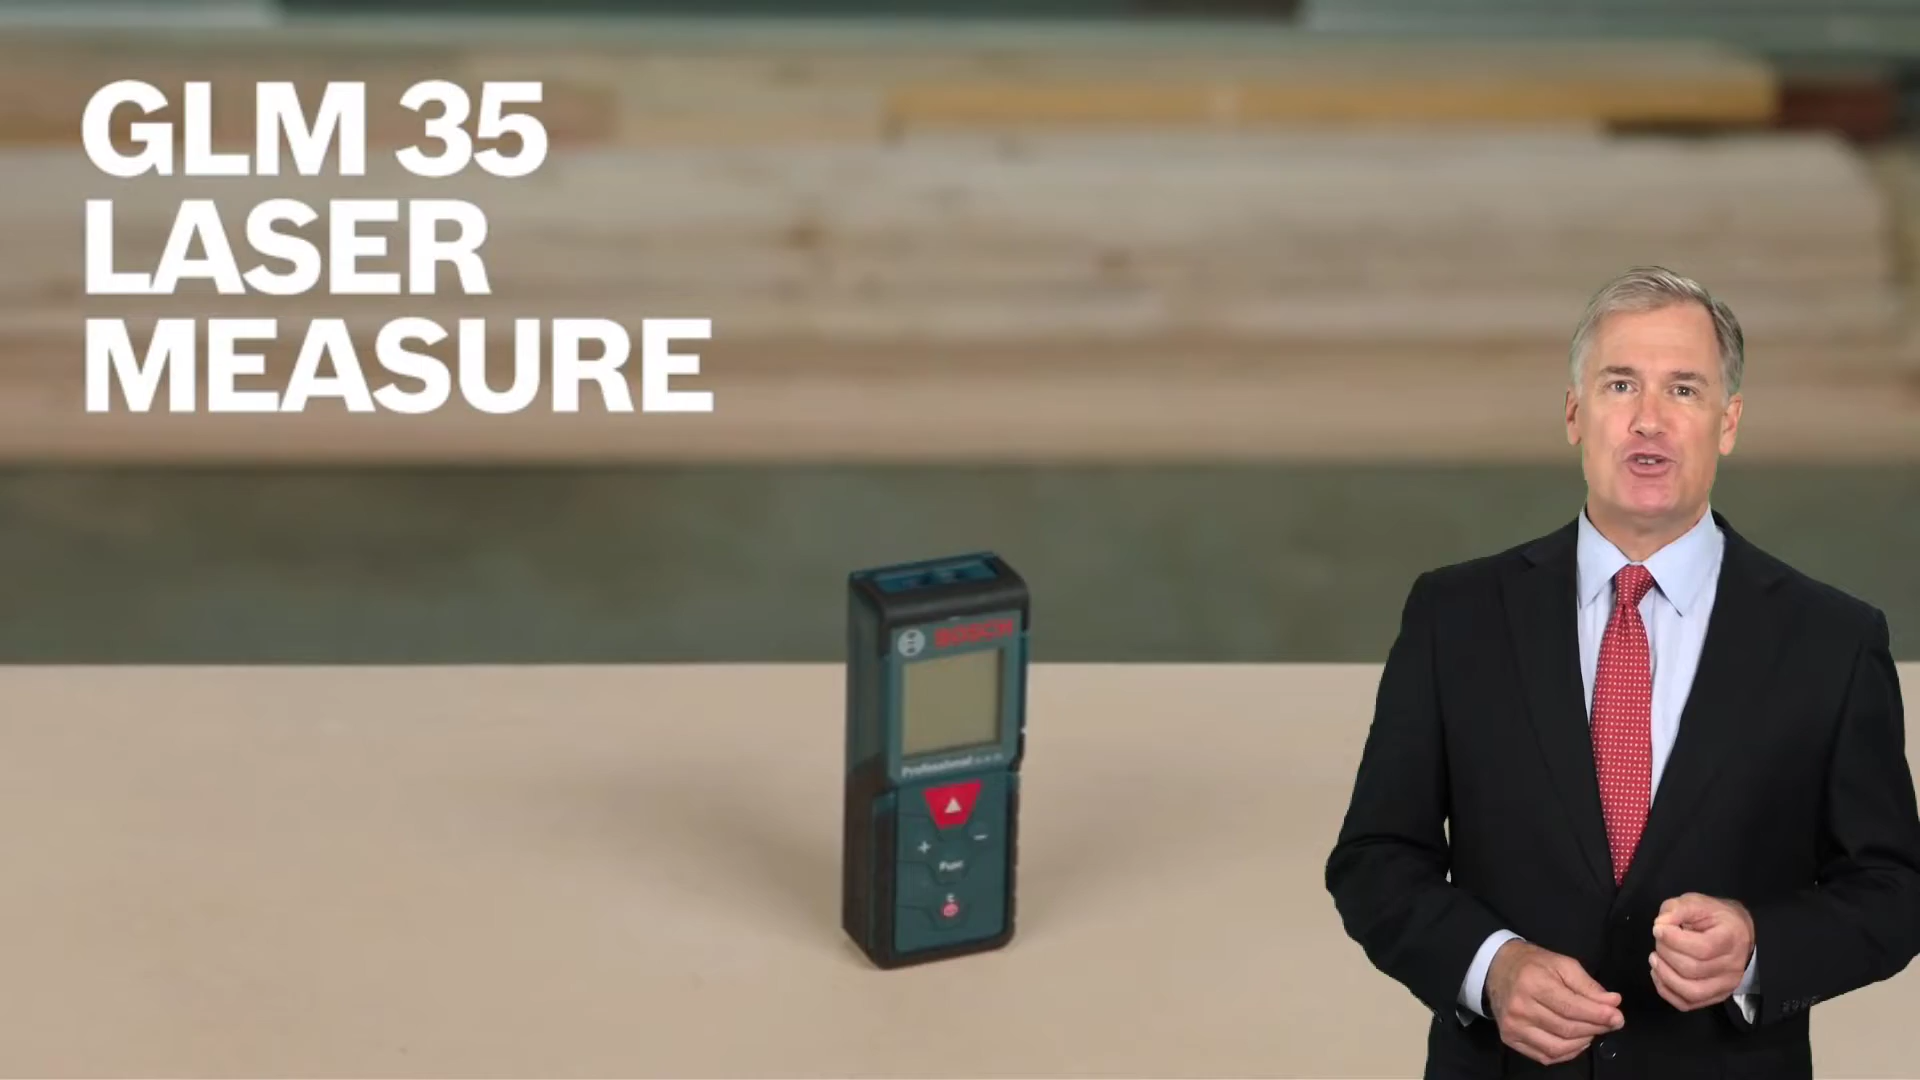 GLM 35
LASER
MEASURE
BOSCH
Professional
+ −
Func